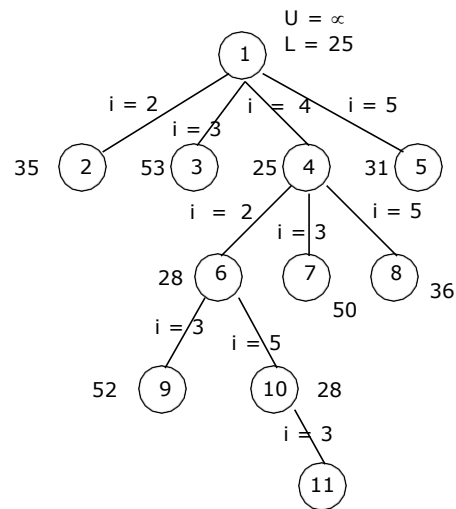 U = ∝
L = 25
1
i = 2
i = 3
i = 4
i = 5
35
2
53
3
25
4
31
5
i = 2
i = 3
i = 5
28
6
7
8
50
36
i = 3
i = 5
52
9
10
28
i = 3
11